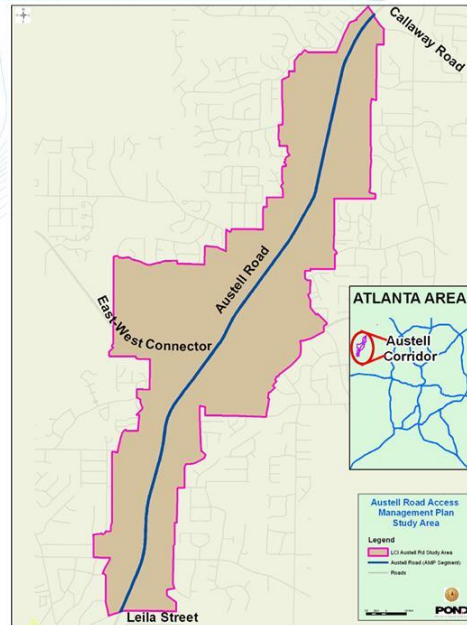 Callaway Road
Austell Road
East-West Connector
ATLANTA AREA
Austell
Corridor
Austell Road Access
Management Plan
Study Area
Legend
LCI Austell Rd Study Area
Austell Road (AMP Segment)
Roads
POND
Leila Street